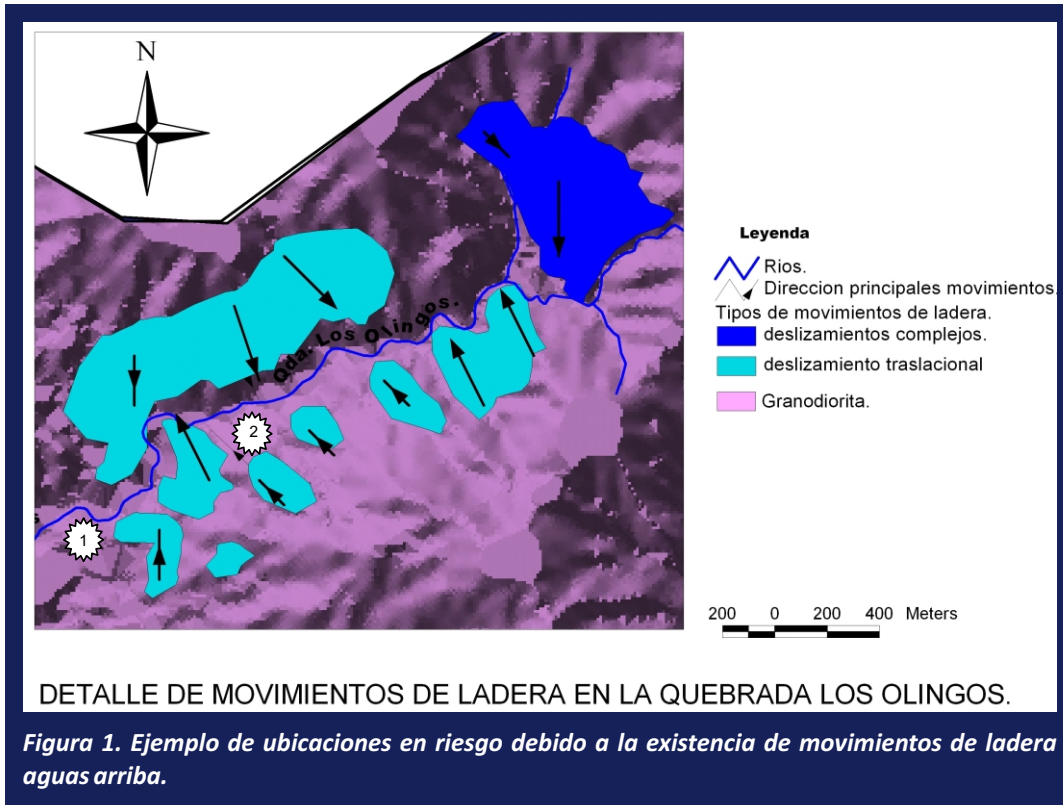 N
Qda. Los Olingos.
2
1
s
Leyenda
Rios.
Direccion principales movimientos.
Tipos de movimientos de ladera.
deslizamientos complejos.
deslizamiento traslacional
Granodiorita.
200 0 200 400 Meters
DETALLE DE MOVIMIENTOS DE LADERA EN LA QUEBRADA LOS OLINGOS.
Figura 1. Ejemplo de ubicaciones en riesgo debido a la existencia de movimientos de ladera
aguas arriba.